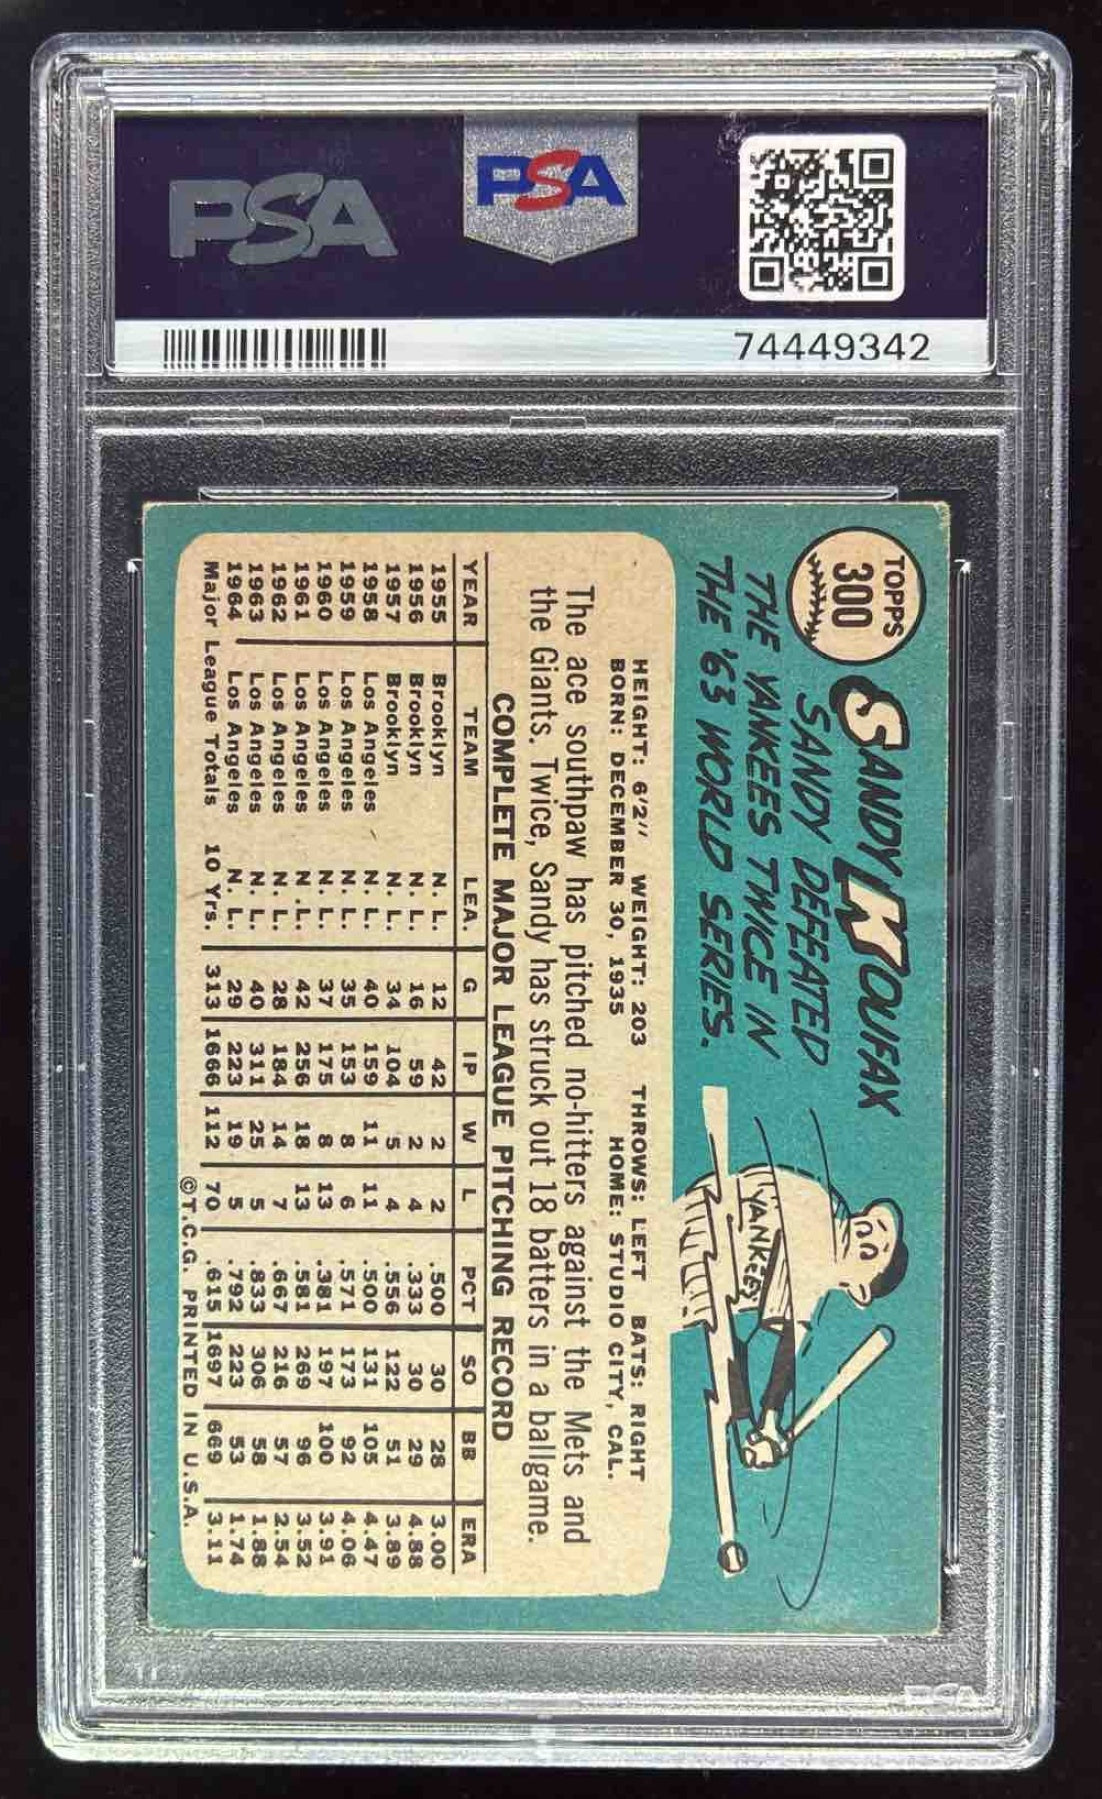 PSA
PSA
74449342
TOPPS
300
SANDY KOUFAX
SANDY DEFEATED
THE YANKEES TWICE IN
THE '63 WORLD SERIES.
YANKEES
HEIGHT: 6'2" WEIGHT: 203 THROWS: LEFT BATS: RIGHT
BORN: DECEMBER 30, 1935 HOME: STUDIO CITY, CAL.
The ace southpaw has pitched no-hitters against the Mets and
the Giants. Twice, Sandy has struck out 18 batters in a ballgame.
COMPLETE MAJOR LEAGUE PITCHING RECORD
YEAR TEAM LEA. G IP W L PCT SO BB ERA
1955 Brooklyn N. L. 12 42 2 2 .500 30 28 3.00
1956 Brooklyn N. L. 16 59 2 4 .333 30 29 4.88
1957 Brooklyn N. L. 34 104 5 4 .556 122 51 3.89
1958 Los Angeles N. L. 40 159 11 11 .500 131 105 4.47
1959 Los Angeles N. L. 35 153 8 6 .571 173 92 4.06
1960 Los Angeles N. L. 37 175 8 13 .381 197 100 3.91
1961 Los Angeles N. L. 42 256 18 13 .581 269 96 3.52
1962 Los Angeles N. L. 28 184 14 7 .667 216 57 2.54
1963 Los Angeles N. L. 40 311 25 5 .833 306 58 1.88
1964 Los Angeles N. L. 29 223 19 5 .792 223 53 1.74
Major League Totals 10 Yrs. 313 1666 112 70 .615 1697 669 3.11
©T.C.G. PRINTED IN U.S.A.
PSA